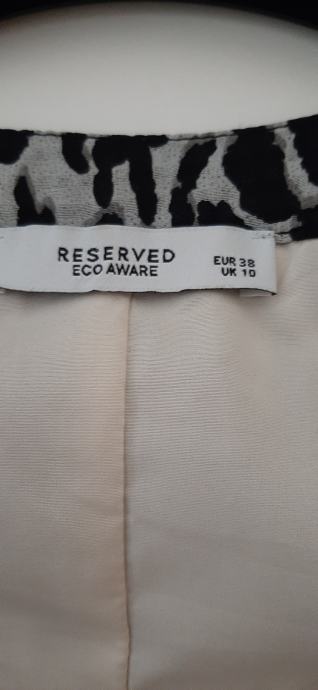 RESERVED
ECO AWARE
EUR 38
UK 10